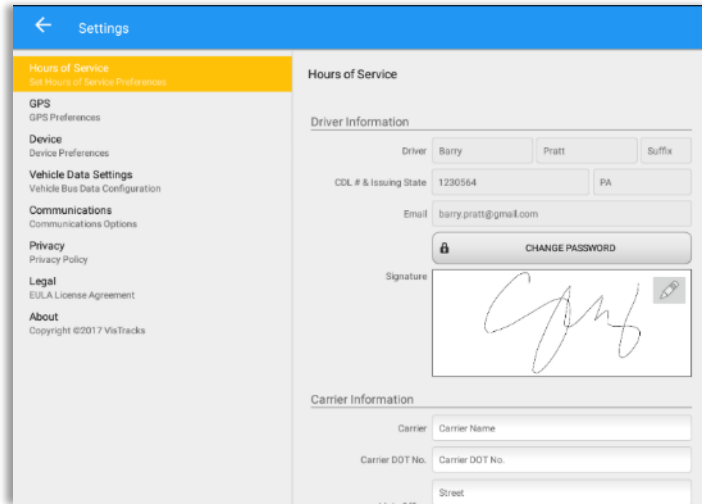 Settings
Hours of Service
Set Hours of Service Preferences
GPS
GPS Preferences
Device
Device Preferences
Vehicle Data Settings
Vehicle Bus Data Configuration
Communications
Communications Options
Privacy
Privacy Policy
Legal
EULA License Agreement
About
Copyright ©2017 VisTracks
Hours of Service
Driver Information
Driver Barry Pratt Suffix
CDL # & Issuing State 1230564 PA
Email barry.pratt@gmail.com
CHANGE PASSWORD
Signature
Carrier Information
Carrier Carrier Name
Carrier DOT No. Carrier DOT No.
Street